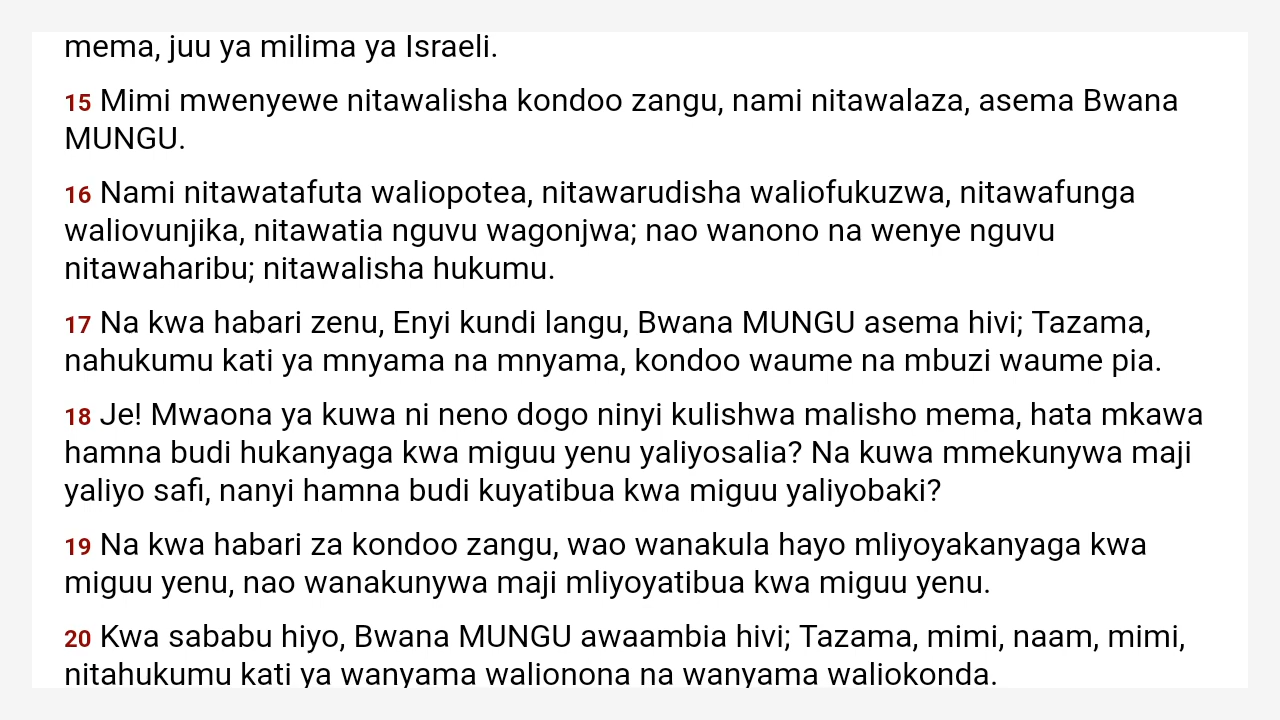 mema, juu ya milima ya Israeli.
15 Mimi mwenyewe nitawalisha kondoo zangu, nami nitawalaza, asema Bwana
MUNGU.
16 Nami nitawatafuta waliopotea, nitawarudisha waliofukuzwa, nitawafunga
waliovunjika, nitawatia nguvu wagonjwa; nao wanono na wenye nguvu
nitawaharibu; nitawalisha hukumu.
17 Na kwa habari zenu, Enyi kundi langu, Bwana MUNGU asema hivi; Tazama,
nahukumu kati ya mnyama na mnyama, kondoo waume na mbuzi waume pia.
18 Je! Mwaona ya kuwa ni neno dogo ninyi kulishwa malisho mema, hata mkawa
hamna budi hukanyaga kwa miguu yenu yaliyosalia? Na kuwa mmekunywa maji
yaliyo safi, nanyi hamna budi kuyatibua kwa miguu yaliyobaki?
19 Na kwa habari za kondoo zangu, wao wanakula hayo mliyoyakanyaga kwa
miguu yenu, nao wanakunywa maji mliyoyatibua kwa miguu yenu.
20 Kwa sababu hiyo, Bwana MUNGU awaambia hivi; Tazama, mimi, naam, mimi,
nitahukumu kati ya wanyama walionona na wanyama waliokonda.